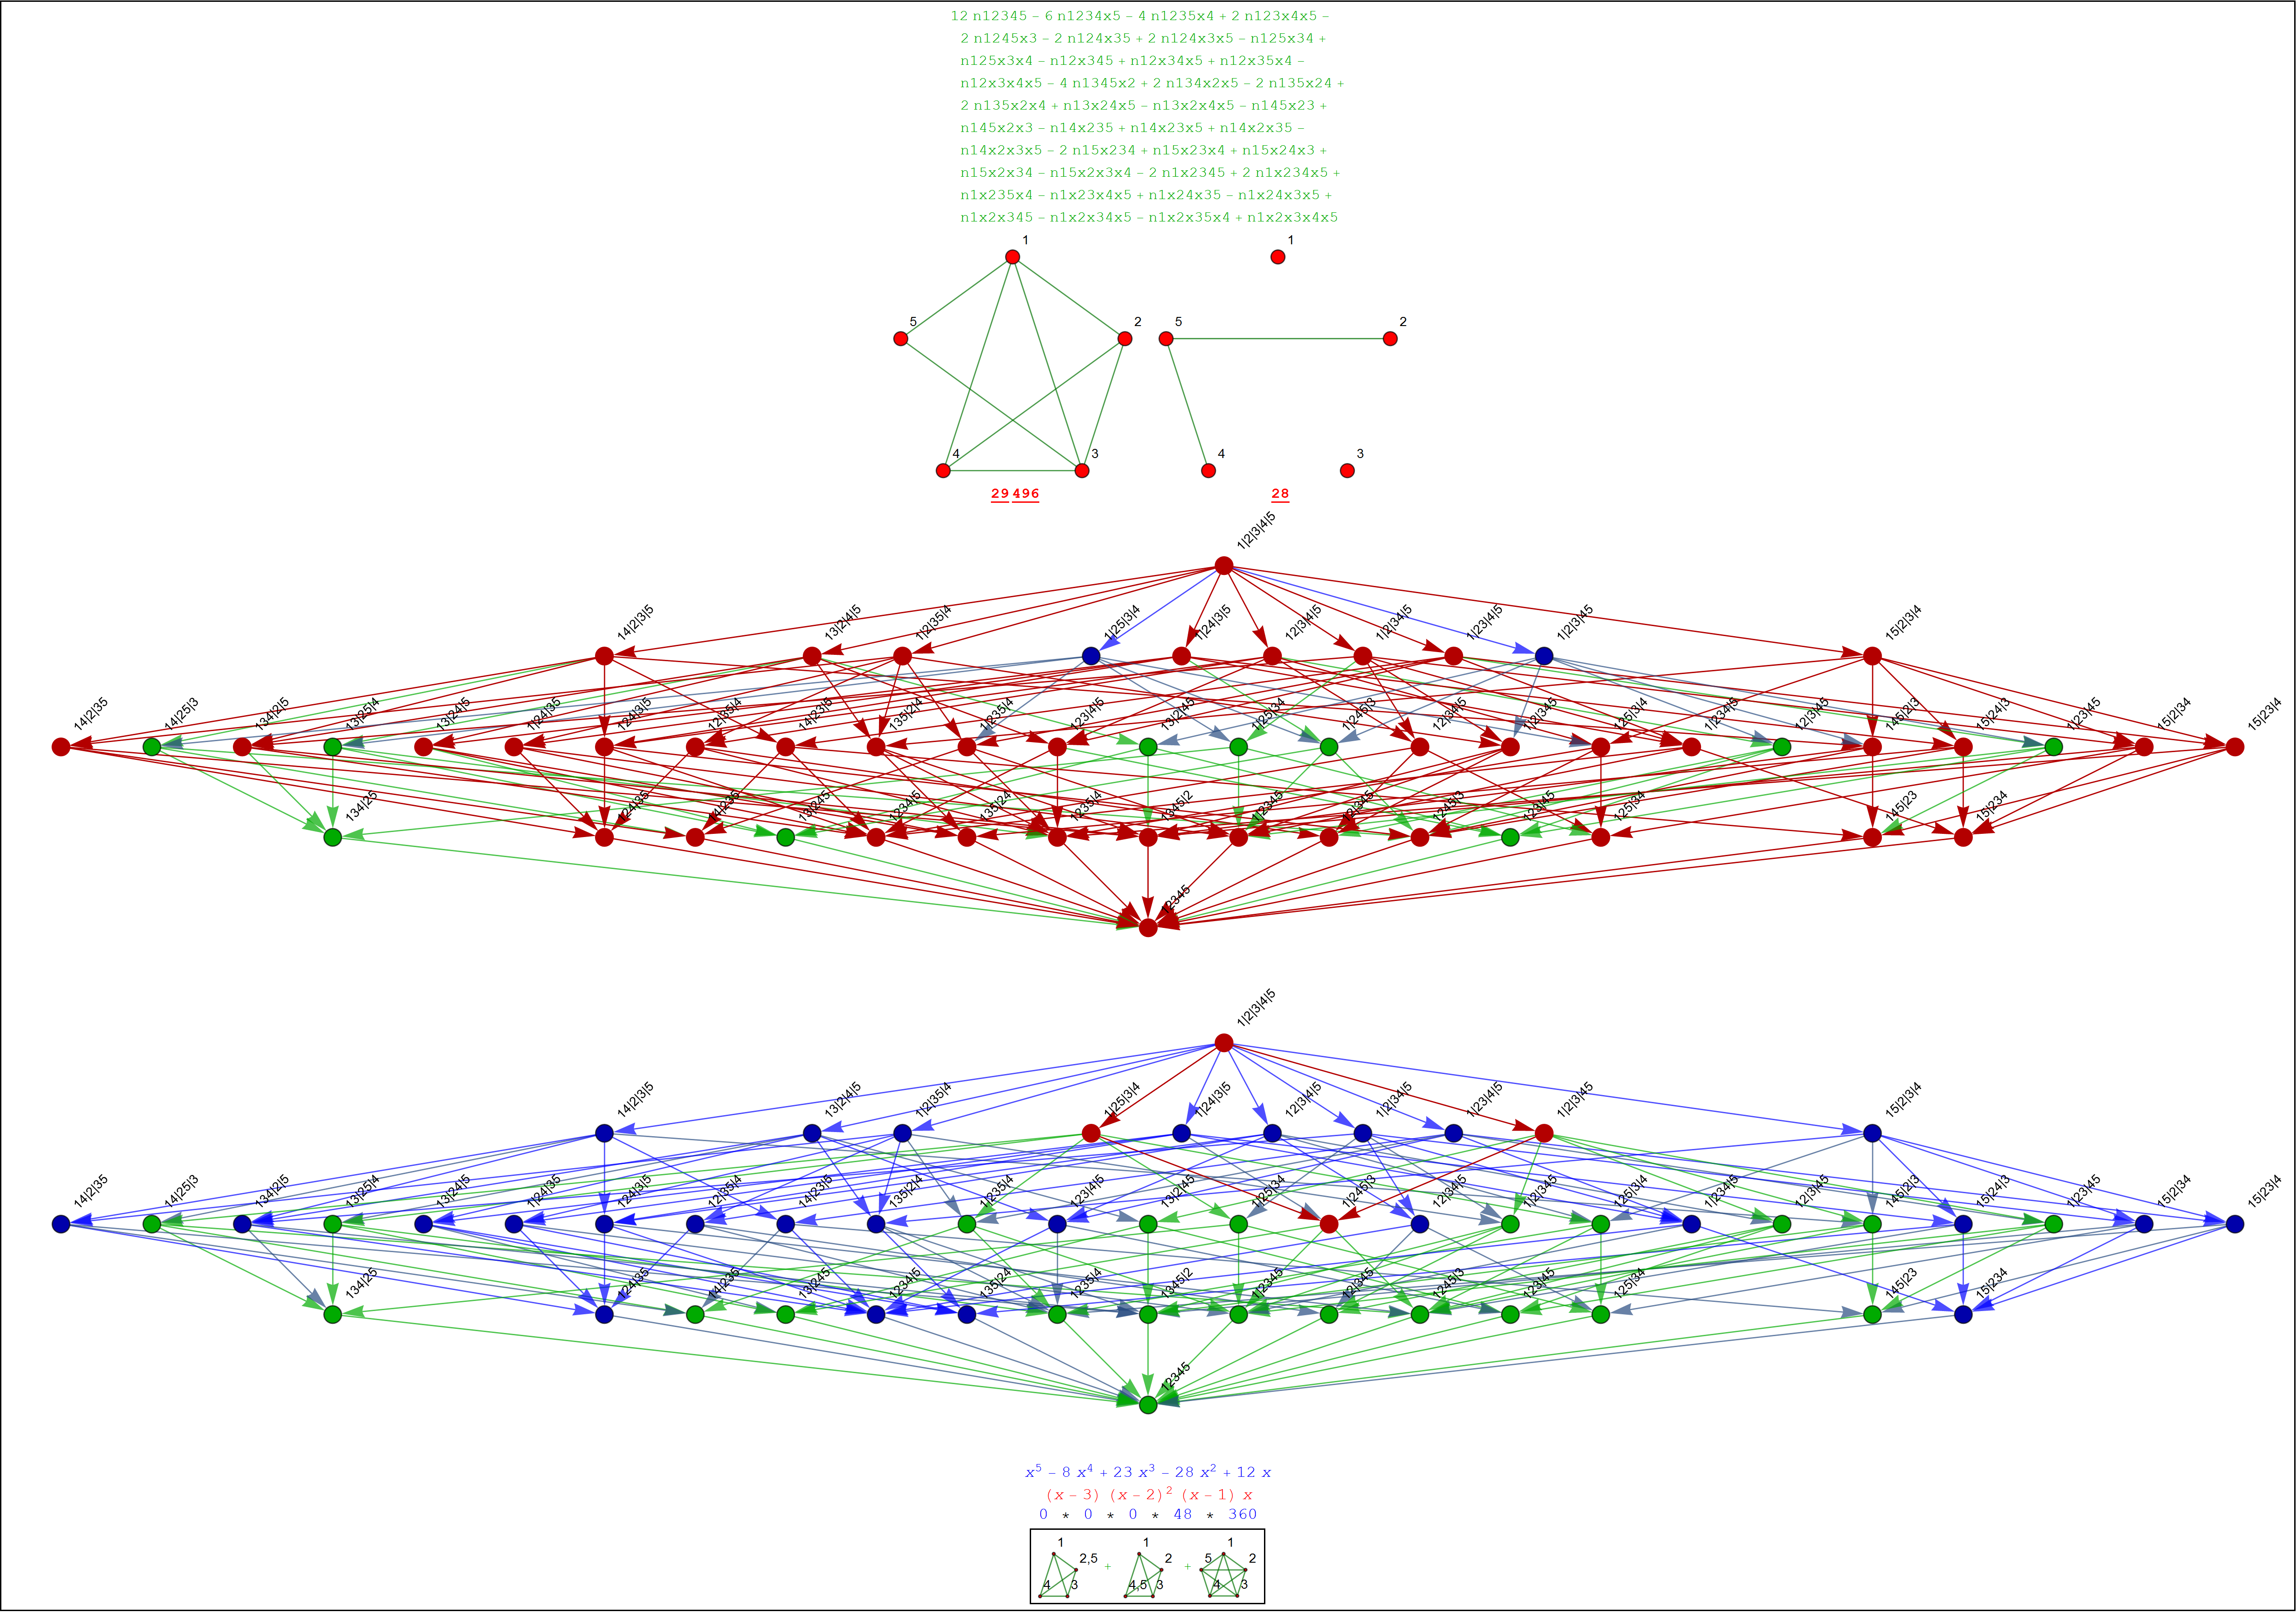 12 n12345 – 6 n1234x5 – 4 n1235x4 + 2 n123x4x5 –
2 n1245x3 – 2 n124x35 + 2 n124x3x5 – n125x34 +
n125x3x4 – n12x345 + n12x34x5 + n12x35x4 –
n12x3x4x5 – 4 n1345x2 + 2 n134x2x5 – 2 n135x24 +
2 n135x2x4 + n13x24x5 – n13x2x4x5 – n145x23 +
n145x2x3 – n14x235 + n14x23x5 + n14x2x35 –
n14x2x3x5 – 2 n15x234 + n15x23x4 + n15x24x3 +
n15x2x34 – n15x2x3x4 – 2 n1x2345 + 2 n1x234x5 +
n1x235x4 – n1x23x4x5 + n1x24x35 – n1x24x3x5 +
n1x2x345 – n1x2x34x5 – n1x2x35x4 + n1x2x3x4x5
1 1
5 2 5 2
4 3 4 3
29 496 28
1|2|3|4|5
14|2|3|5 13|2|4|5 1|2|35|4 1|25|3|4 1|24|3|5 12|3|4|5 1|2|34|5 1|23|4|5 1|2|3|45 15|2|3|4
14|2|35 14|25|3 134|2|5 13|25|4 13|24|5 1|24|35 124|3|5 12|35|4 14|23|5 135|2|4 1|235|4 123|4|5 13|2|45 1|25|34 1|245|3 12|34|5 1|2|345 125|3|4 1|234|5 12|3|45 145|2|3 15|24|3 1|23|45 15|2|34 15|23|4
134|25 124|35 14|235 13|245 1234|5 135|24 1235|4 1345|2 1|2345 12|345 1245|3 123|45 125|34 145|23 15|234
12345
1|2|3|4|5
14|2|3|5 13|2|4|5 1|2|35|4 1|25|3|4 1|24|3|5 12|3|4|5 1|2|34|5 1|23|4|5 1|2|3|45 15|2|3|4
14|2|35 14|25|3 134|2|5 13|25|4 13|24|5 1|24|35 124|3|5 12|35|4 14|23|5 135|2|4 1|235|4 123|4|5 13|2|45 1|25|34 1|245|3 12|34|5 1|2|345 125|3|4 1|234|5 12|3|45 145|2|3 15|24|3 1|23|45 15|2|34 15|23|4
134|25 124|35 14|235 13|245 1234|5 135|24 1235|4 1345|2 1|2345 12|345 1245|3 123|45 125|34 145|23 15|234
12345
x⁵ – 8 x⁴ + 23 x³ – 28 x² + 12 x
(x – 3) (x – 2)² (x – 1) x
0 * 0 * 0 * 48 * 360
1 1 1
2,5 + 2 + 5 2
4 3 4,5 3 4 3